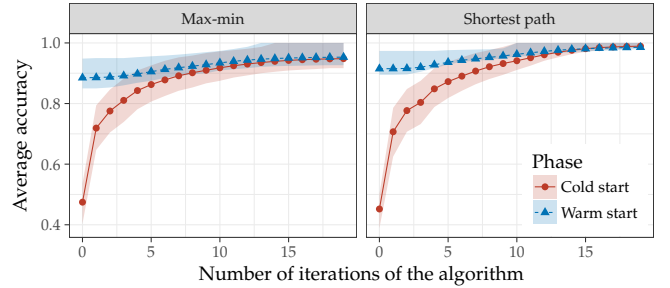 Max-min
Shortest path
Average accuracy
1.0
0.8
0.6
0.4
Phase
Cold start
Warm start
0 5 10 15
0 5 10 15
Number of iterations of the algorithm